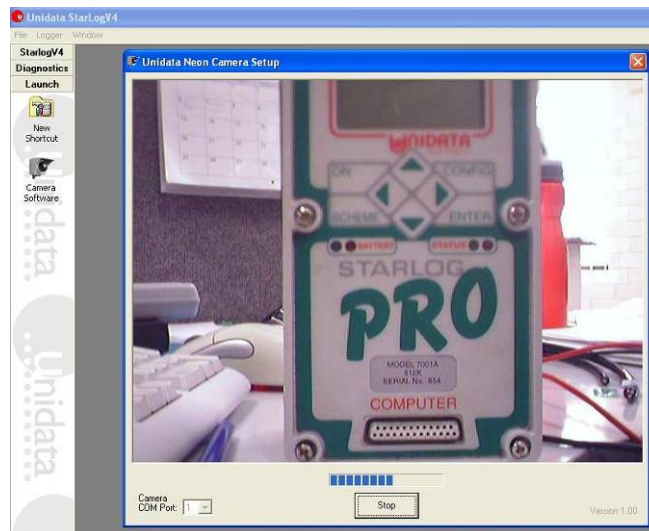 Unidata StarLogV4
File Logger Window
StarlogV4
Diagnostics
Launch
New
Shortcut
Camera
Software
Unidata
Unidata
Unidata Neon Camera Setup
UNIDATA
ON CONFIG
SCHEME ENTER
BATTERY STATUS
STARLOG
PRO
MODEL 7001A
512K
SERIAL No. 854
COMPUTER
Camera
COM Port: 1
Stop
Version 1.00